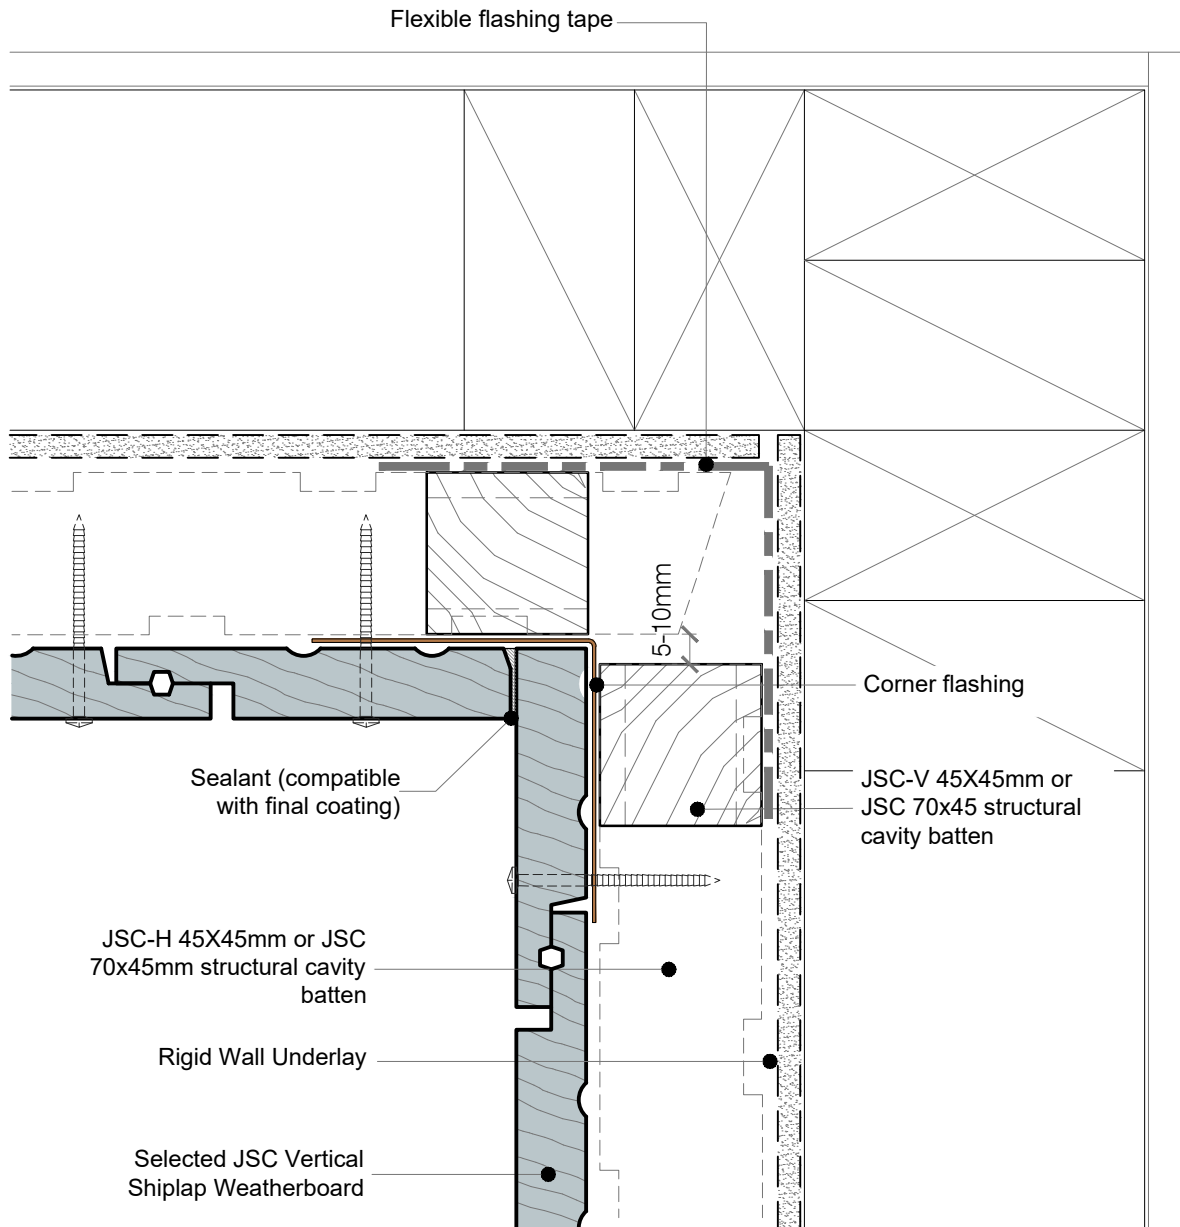 Flexible flashing tape
5-10mm
Corner flashing
Sealant (compatible
with final coating)
JSC-V 45X45mm or
JSC 70x45 structural
cavity batten
JSC-H 45X45mm or JSC
70x45mm structural cavity
batten
Rigid Wall Underlay
Selected JSC Vertical
Shiplap Weatherboard